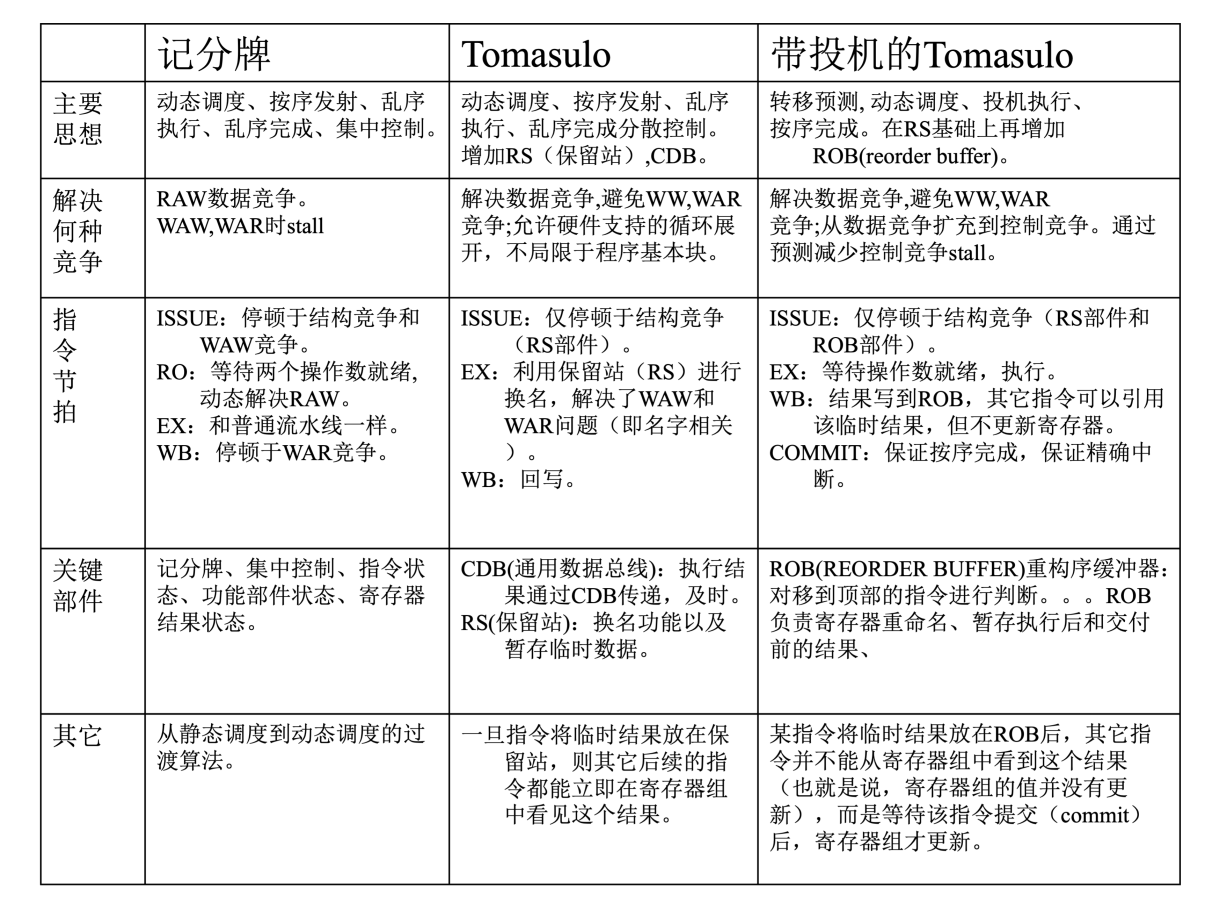 记分牌
Tomasulo
带投机的Tomasulo
主要
思想
动态调度、按序发射、乱序
执行、乱序完成、集中控制。
动态调度、按序发射、乱序
执行、乱序完成分散控制。
增加RS（保留站）,CDB。
转移预测, 动态调度、投机执行、
按序完成。在RS基础上再增加
ROB(reorder buffer)。
解决
何种
竞争
RAW数据竞争。
WAW,WAR时stall
解决数据竞争,避免WW,WAR
竞争;允许硬件支持的循环展
开，不局限于程序基本块。
解决数据竞争,避免WW,WAR
竞争;从数据竞争扩充到控制竞争。通过
预测减少控制竞争stall。
指
令
节
拍
ISSUE：停顿于结构竞争和
WAW竞争。
RO：等待两个操作数就绪,
动态解决RAW。
EX：和普通流水线一样。
WB：停顿于WAR竞争。
ISSUE：仅停顿于结构竞争
（RS部件）。
EX：利用保留站（RS）进行
换名，解决了WAW和
WAR问题（即名字相关
）。
WB：回写。
ISSUE：仅停顿于结构竞争（RS部件和
ROB部件）。
EX：等待操作数就绪，执行。
WB：结果写到ROB，其它指令可以引用
该临时结果，但不更新寄存器。
COMMIT：保证按序完成，保证精确中
断。
关键
部件
记分牌、集中控制、指令状
态、功能部件状态、寄存器
结果状态。
CDB(通用数据总线)：执行结
果通过CDB传递，及时。
RS(保留站)：换名功能以及
暂存临时数据。
ROB(REORDER BUFFER)重构序缓冲器：
对移到顶部的指令进行判断。。。ROB
负责寄存器重命名、暂存执行后和交付
前的结果、
其它
从静态调度到动态调度的过
渡算法。
一旦指令将临时结果放在保
留站，则其它后续的指
令都能立即在寄存器组
中看见这个结果。
某指令将临时结果放在ROB后，其它指
令并不能从寄存器组中看到这个结果
（也就是说，寄存器组的值并没有更
新），而是等待该指令提交（commit）
后，寄存器组才更新。